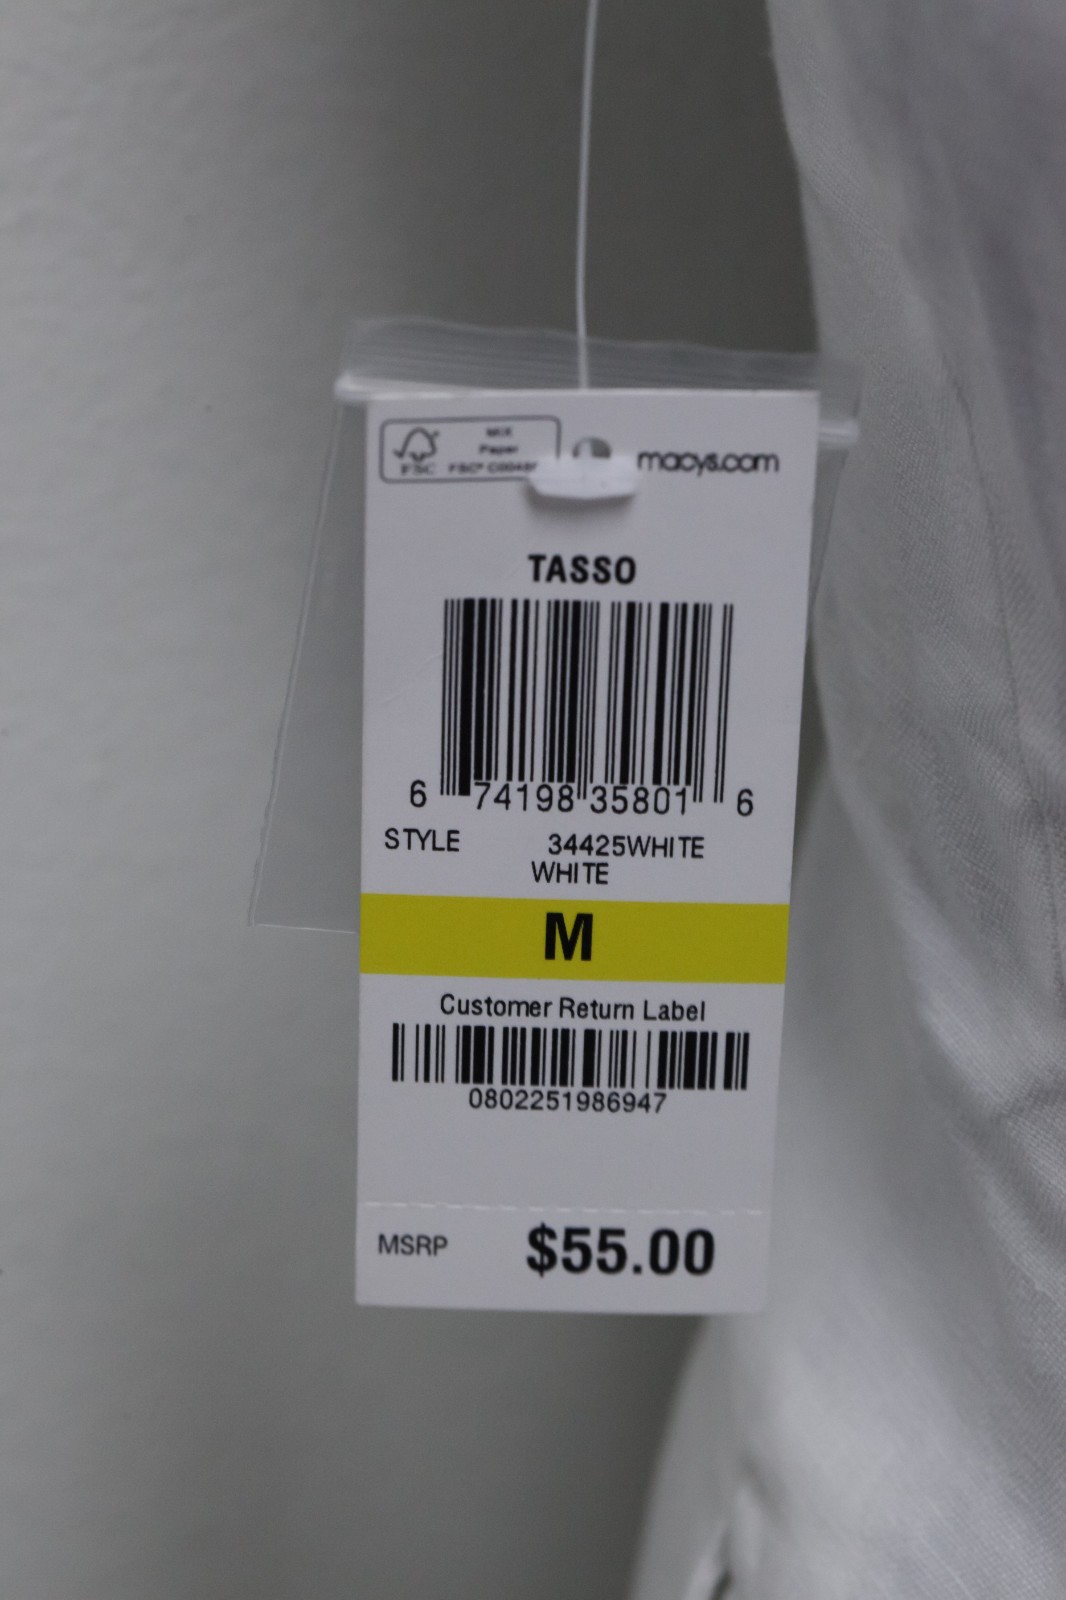 MIX
Paper
FSC
macys.com
TASSO
6 74198 35801 6
STYLE 34425WHITE
WHITE
M
Customer Return Label
0802251986947
MSRP $55.00